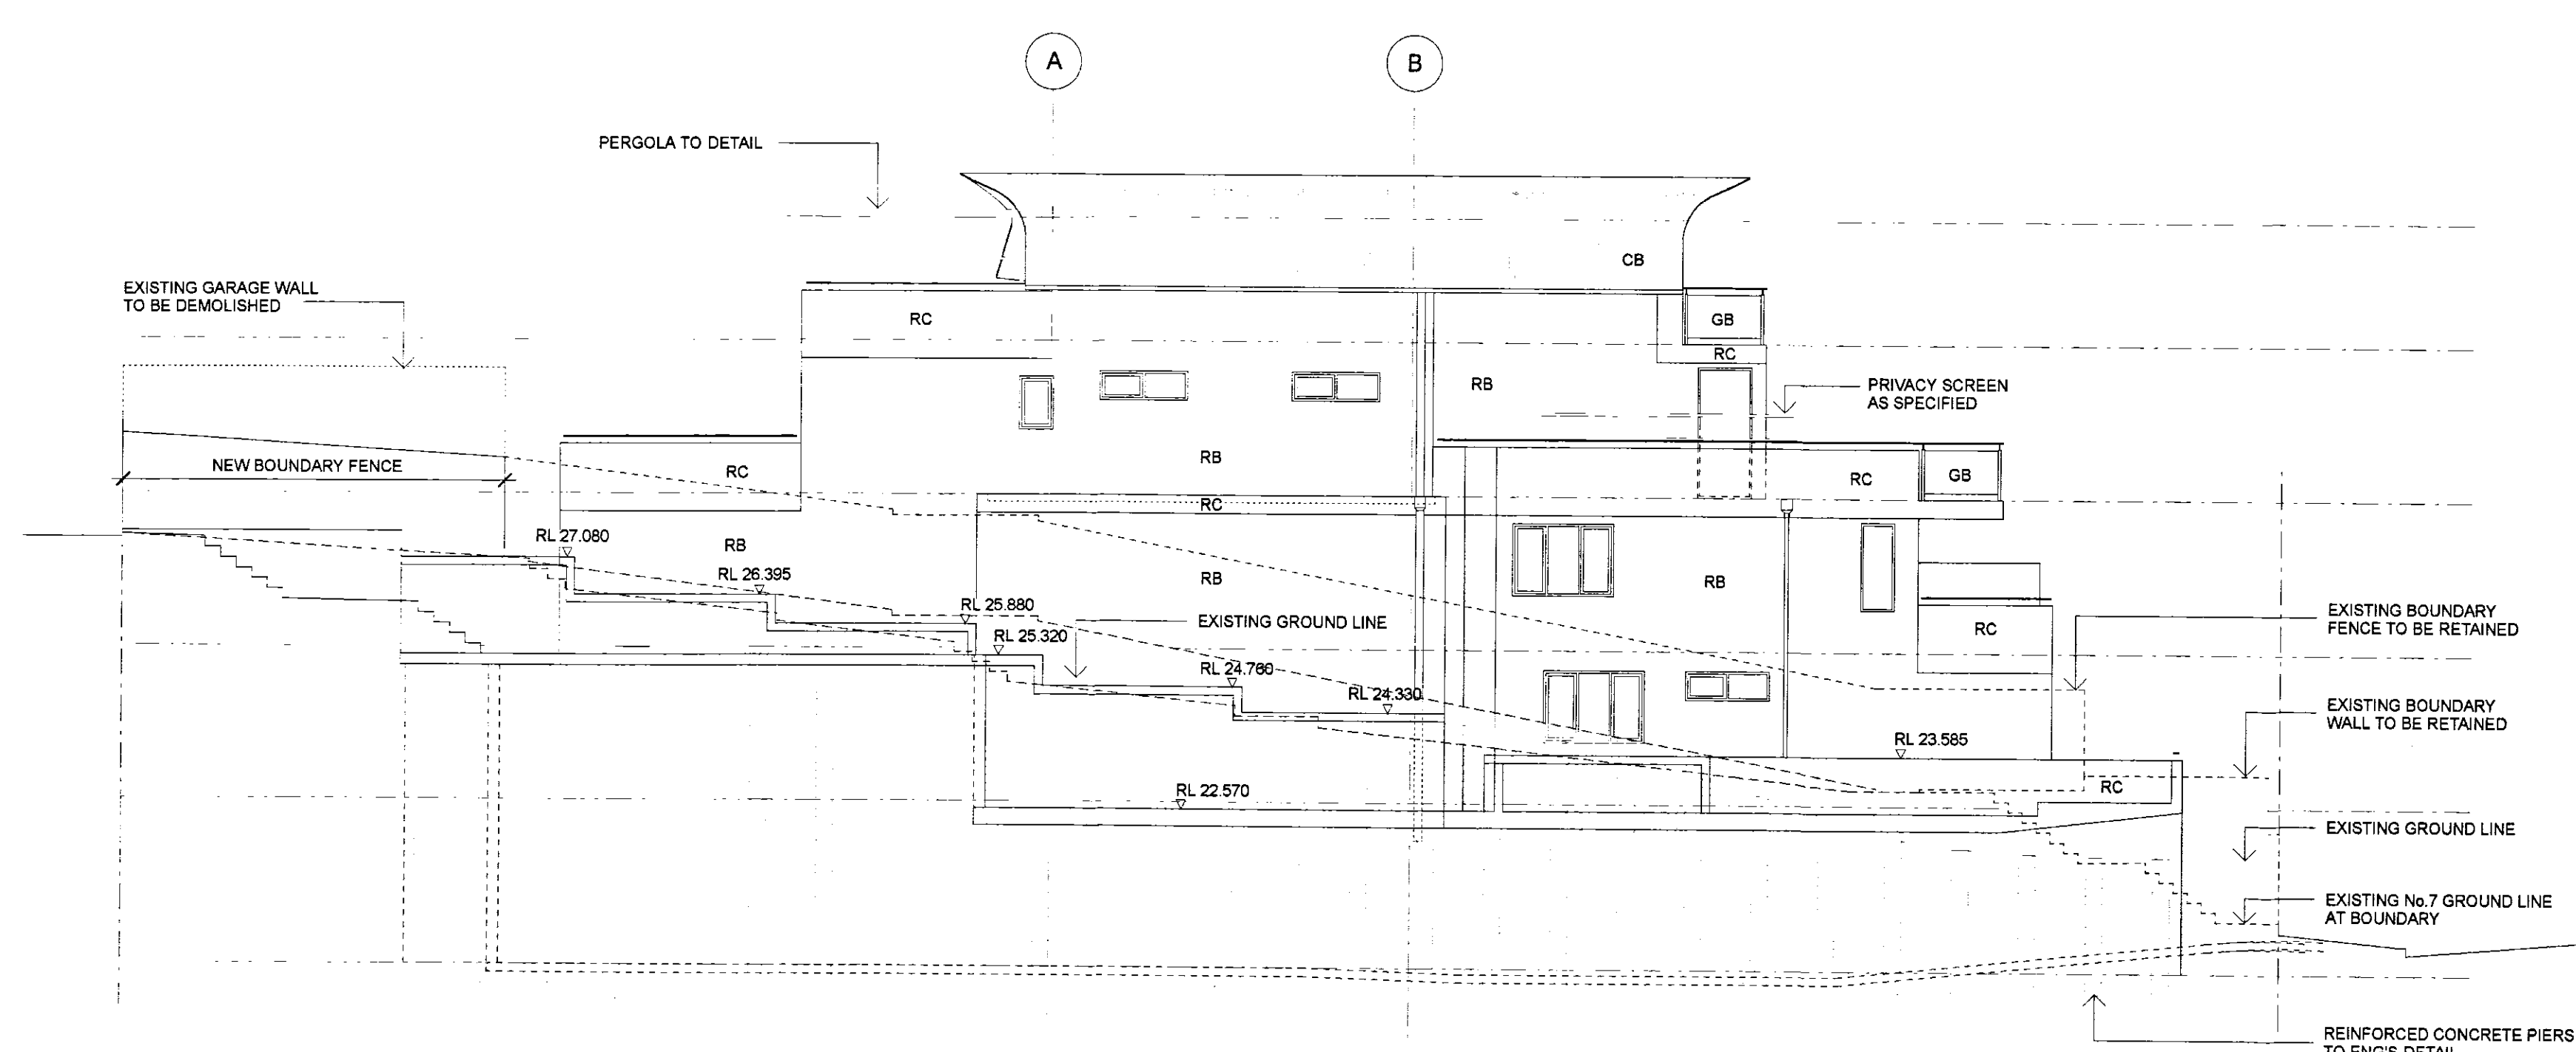 A
B
PERGOLA TO DETAIL
CB
EXISTING GARAGE WALL
TO BE DEMOLISHED
RC
GB
RC
RB
PRIVACY SCREEN
AS SPECIFIED
NEW BOUNDARY FENCE
RC
RB
RC
GB
RC
RL 27.080
RB
RL 26.395
RB
RB
RL 25.880
EXISTING GROUND LINE
RL 25.320
RC
EXISTING BOUNDARY
FENCE TO BE RETAINED
RL 24.760
RL 24.330
EXISTING BOUNDARY
WALL TO BE RETAINED
RL 23.585
RL 22.570
RC
EXISTING GROUND LINE
EXISTING No.7 GROUND LINE
AT BOUNDARY
REINFORCED CONCRETE PIERS
TO ENG'S DETAIL